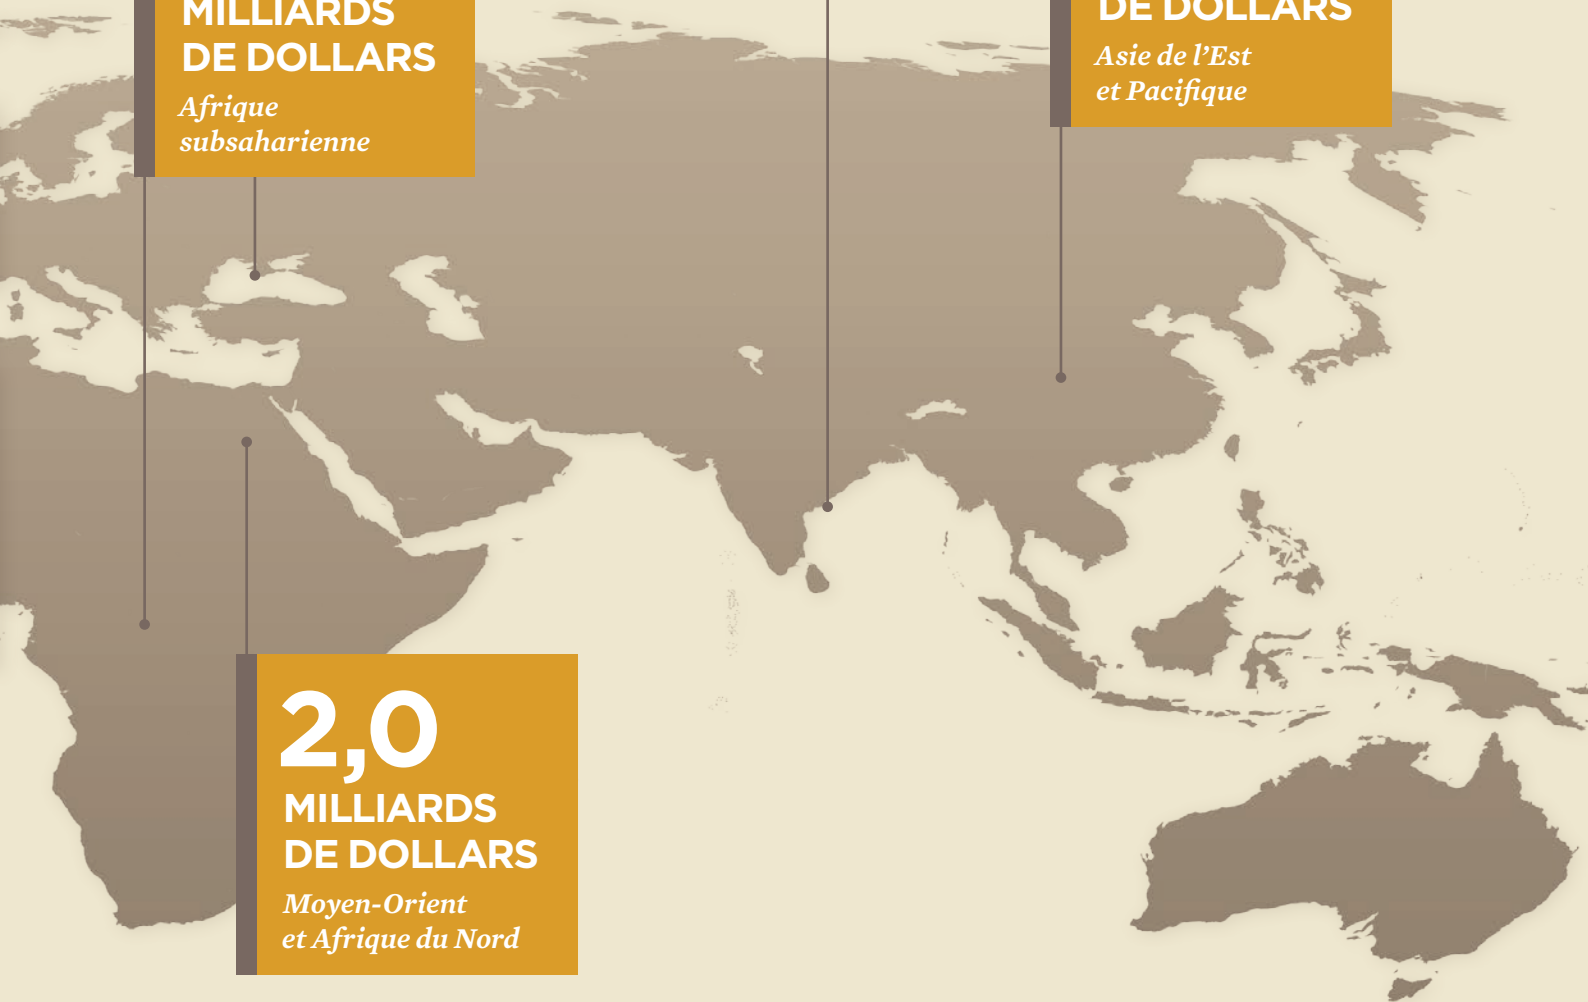 MILLIARDS
DE DOLLARS
Afrique
subsaharienne
DE DOLLARS
Asie de l’Est
et Pacifique
2,0
MILLIARDS
DE DOLLARS
Moyen-Orient
et Afrique du Nord